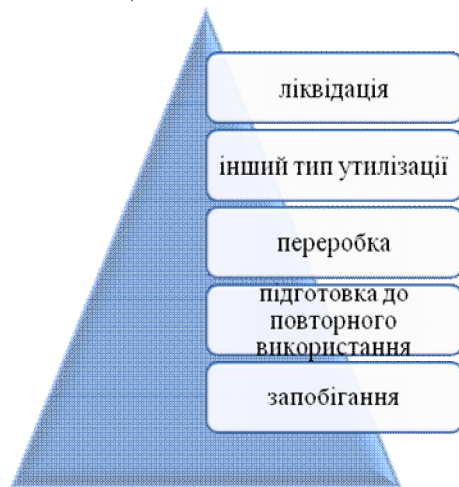 ліквідація
інший тип утилізації
переробка
підготовка до
повторного
використання
запобігання